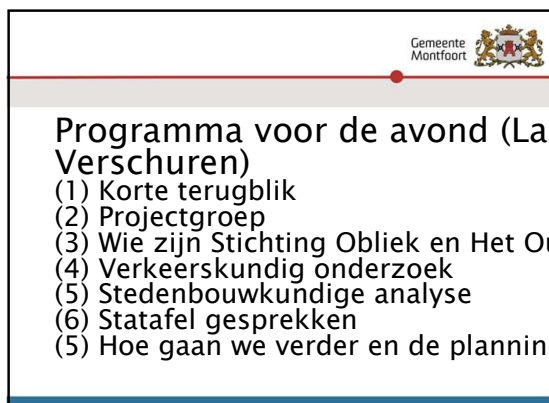 Gemeente
Montfoort
Programma voor de avond (La
Verschuren)
(1) Korte terugblik
(2) Projectgroep
(3) Wie zijn Stichting Obliek en Het Ou
(4) Verkeerskundig onderzoek
(5) Stedenbouwkundige analyse
(6) Statafel gesprekken
(5) Hoe gaan we verder en de plannin